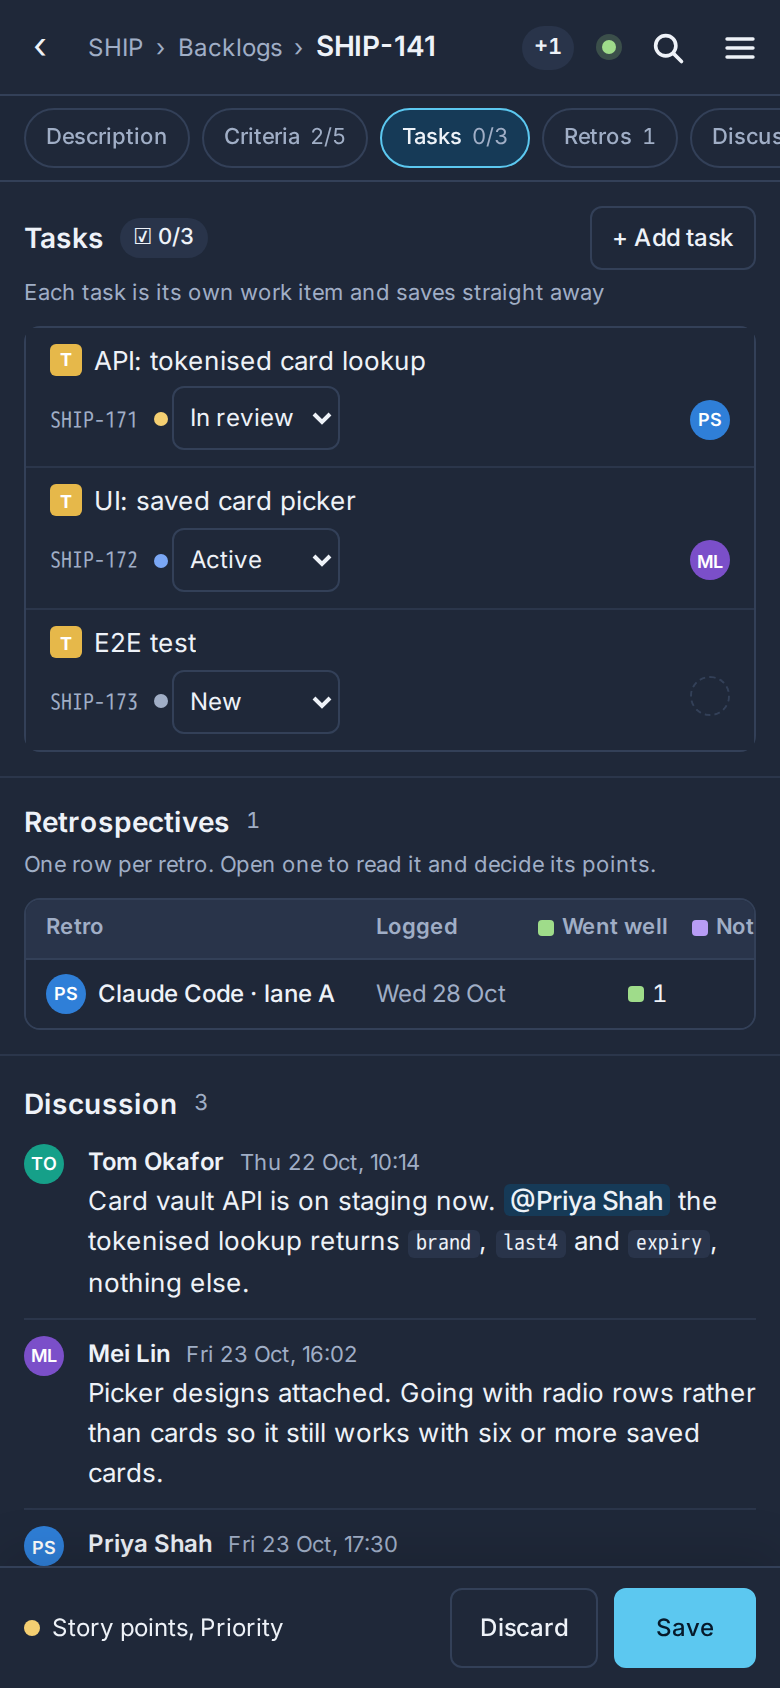 SHIP › Backlogs › SHIP-141 +1
Description Criteria 2/5 Tasks 0/3 Retros 1 Discus
Tasks ☑ 0/3 + Add task
Each task is its own work item and saves straight away
T API: tokenised card lookup
SHIP-171 In review PS
T UI: saved card picker
SHIP-172 Active ML
T E2E test
SHIP-173 New
Retrospectives 1
One row per retro. Open one to read it and decide its points.
Retro Logged Went well Not
PS Claude Code · lane A Wed 28 Oct 1
Discussion 3
TO Tom Okafor Thu 22 Oct, 10:14
Card vault API is on staging now. @Priya Shah the
tokenised lookup returns brand, last4 and expiry,
nothing else.
ML Mei Lin Fri 23 Oct, 16:02
Picker designs attached. Going with radio rows rather
than cards so it still works with six or more saved
cards.
PS Priya Shah Fri 23 Oct, 17:30
Story points, Priority Discard Save